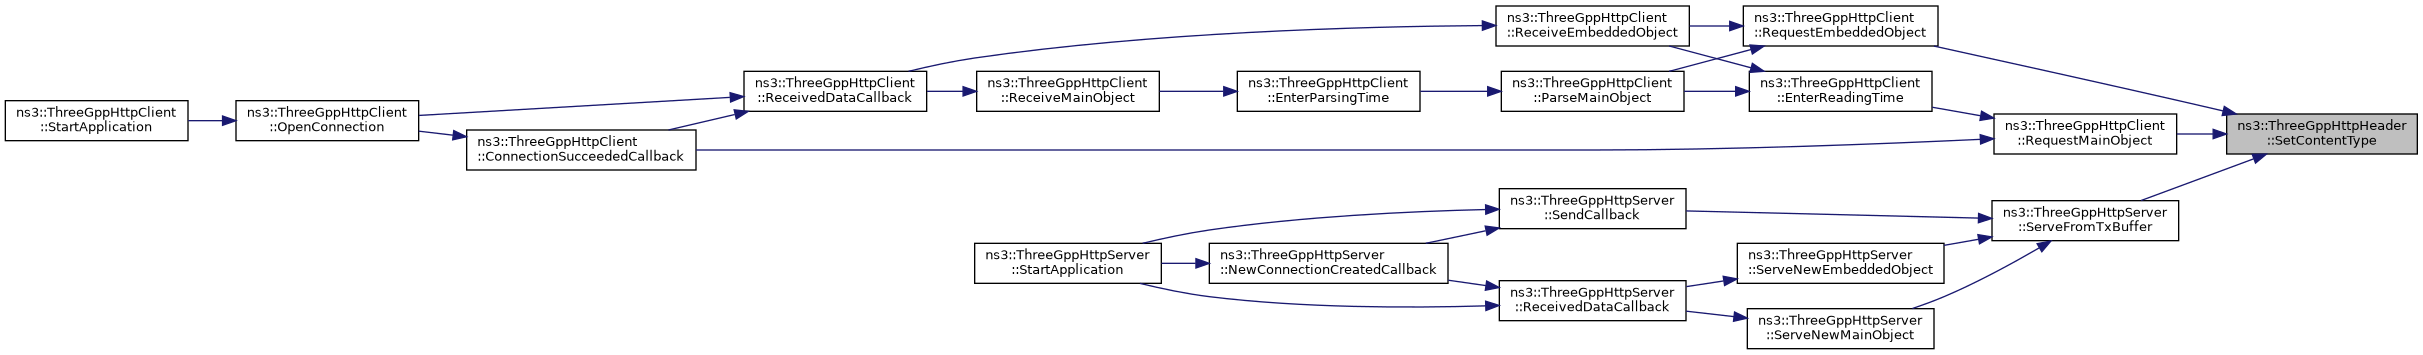 ns3::ThreeGppHttpClient
::StartApplication
ns3::ThreeGppHttpClient
::OpenConnection
ns3::ThreeGppHttpClient
::ConnectionSucceededCallback
ns3::ThreeGppHttpClient
::ReceivedDataCallback
ns3::ThreeGppHttpClient
::ReceiveMainObject
ns3::ThreeGppHttpClient
::EnterParsingTime
ns3::ThreeGppHttpClient
::ReceiveEmbeddedObject
ns3::ThreeGppHttpClient
::ParseMainObject
ns3::ThreeGppHttpClient
::RequestEmbeddedObject
ns3::ThreeGppHttpClient
::EnterReadingTime
ns3::ThreeGppHttpClient
::RequestMainObject
ns3::ThreeGppHttpHeader
::SetContentType
ns3::ThreeGppHttpServer
::StartApplication
ns3::ThreeGppHttpServer
::NewConnectionCreatedCallback
ns3::ThreeGppHttpServer
::SendCallback
ns3::ThreeGppHttpServer
::ReceivedDataCallback
ns3::ThreeGppHttpServer
::ServeNewEmbeddedObject
ns3::ThreeGppHttpServer
::ServeNewMainObject
ns3::ThreeGppHttpServer
::ServeFromTxBuffer